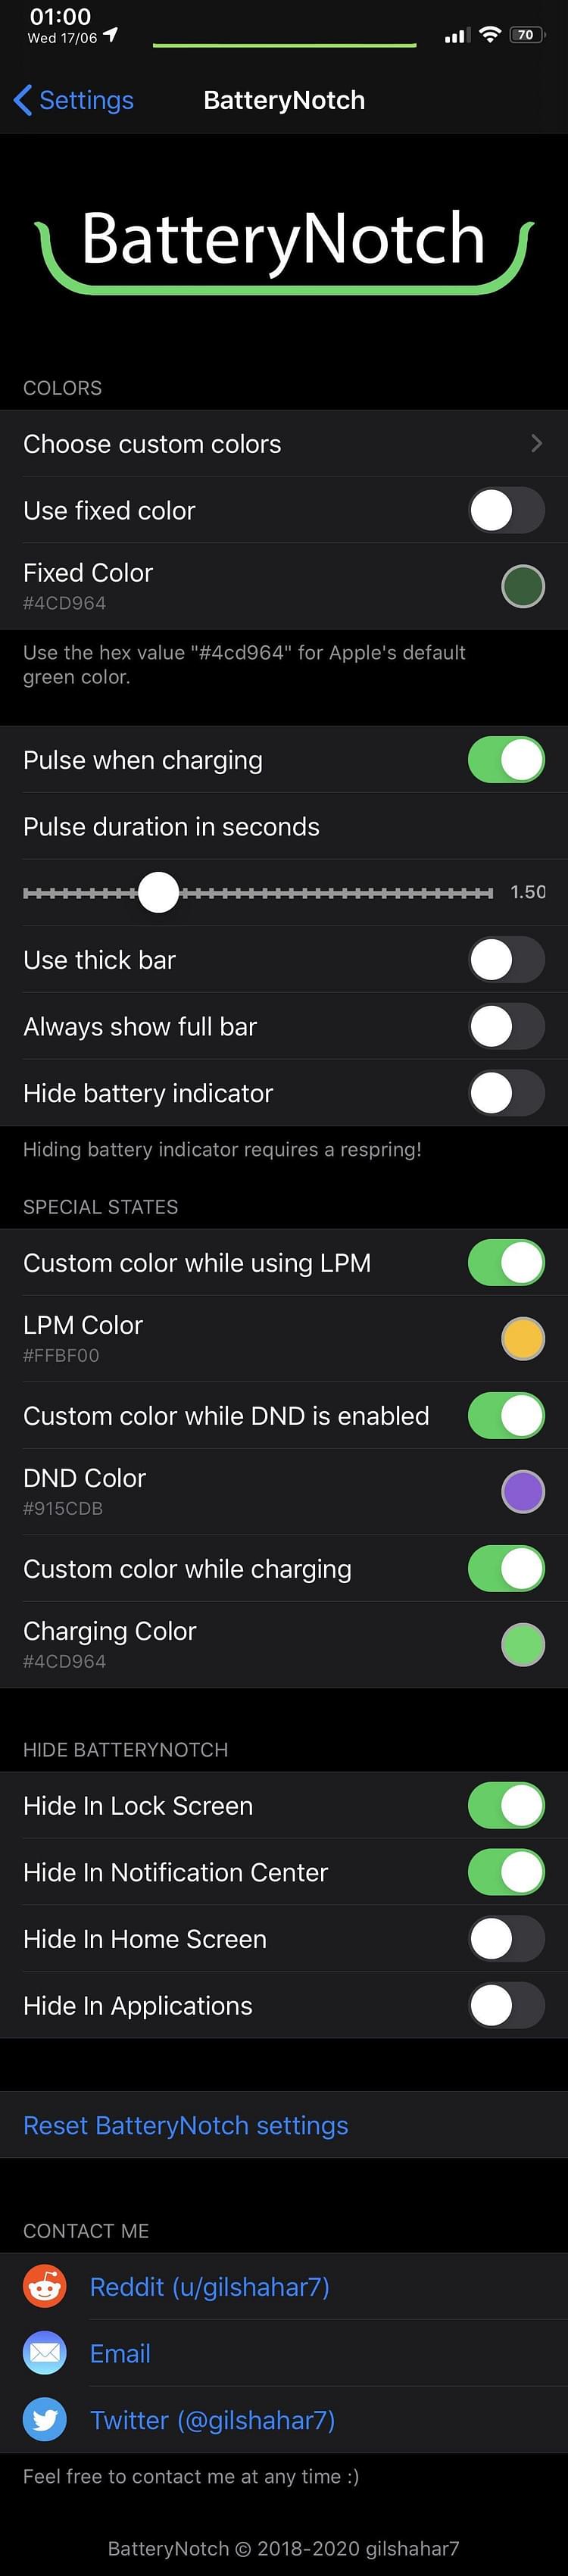 01:00
Wed 17/06
70
Settings
BatteryNotch
BatteryNotch
COLORS
Choose custom colors
Use fixed color
Fixed Color
#4CD964
Use the hex value "#4cd964" for Apple's default
green color.
Pulse when charging
Pulse duration in seconds
1.50
Use thick bar
Always show full bar
Hide battery indicator
Hiding battery indicator requires a respring!
SPECIAL STATES
Custom color while using LPM
LPM Color
#FFBF00
Custom color while DND is enabled
DND Color
#915CDB
Custom color while charging
Charging Color
#4CD964
HIDE BATTERYNOTCH
Hide In Lock Screen
Hide In Notification Center
Hide In Home Screen
Hide In Applications
Reset BatteryNotch settings
CONTACT ME
Reddit (u/gilshahar7)
Email
Twitter (@gilshahar7)
Feel free to contact me at any time :)
BatteryNotch © 2018-2020 gilshahar7